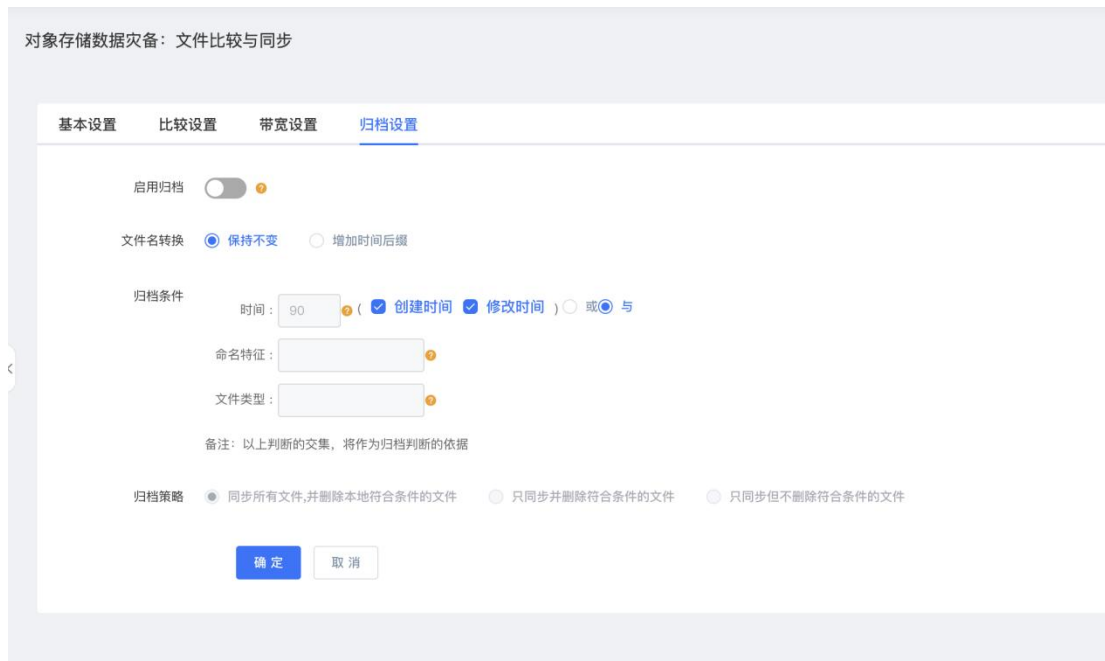 对象存储数据灾备：文件比较与同步
基本设置 比较设置 带宽设置 归档设置
启用归档 ?
文件名转换 保持不变 增加时间后缀
归档条件
时间： 90 ? ( 创建时间 修改时间 ) 或 与
命名特征： ?
文件类型： ?
备注：以上判断的交集，将作为归档判断的依据
归档策略 同步所有文件,并删除本地符合条件的文件 只同步并删除符合条件的文件 只同步但不删除符合条件的文件
确 定 取 消